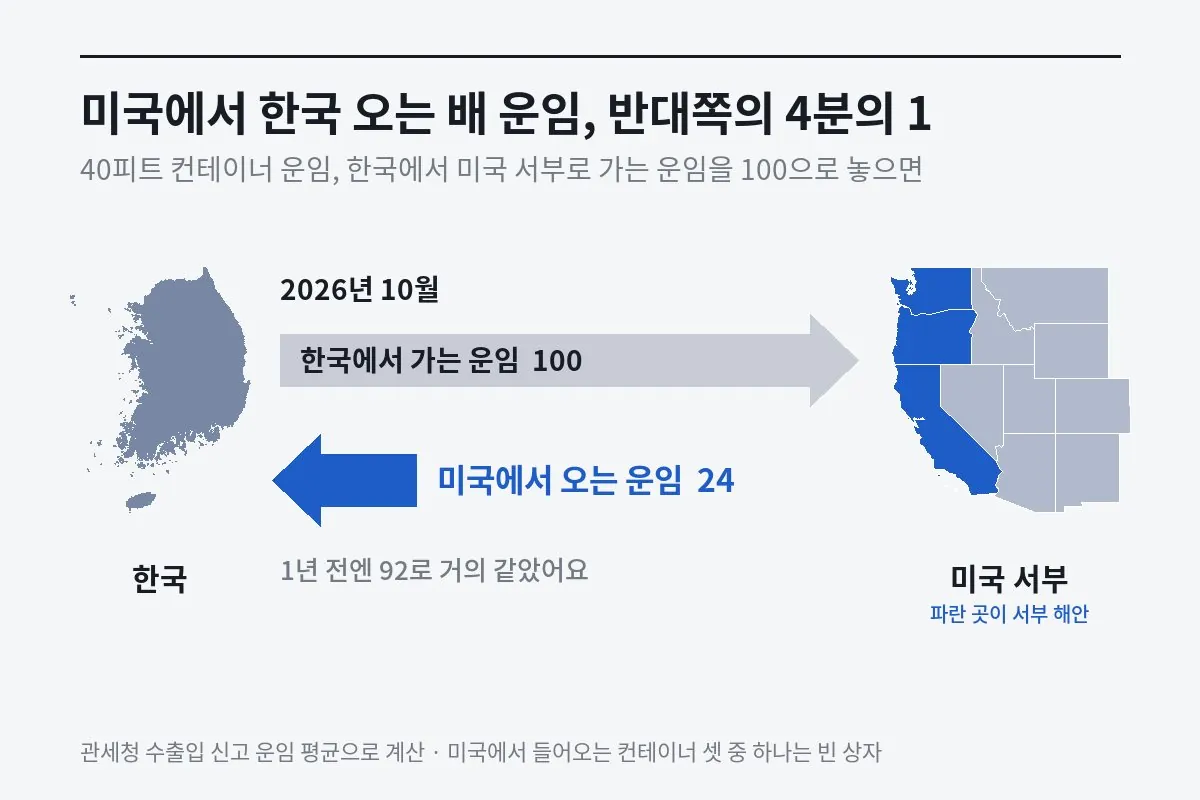 미국에서 한국 오는 배 운임, 반대쪽의 4분의 1
40피트 컨테이너 운임, 한국에서 미국 서부로 가는 운임을 100으로 놓으면
2026년 10월
한국에서 가는 운임 100
미국에서 오는 운임 24
1년 전엔 92로 거의 같았어요
한국
미국 서부
파란 곳이 서부 해안
관세청 수출입 신고 운임 평균으로 계산 · 미국에서 들어오는 컨테이너 셋 중 하나는 빈 상자